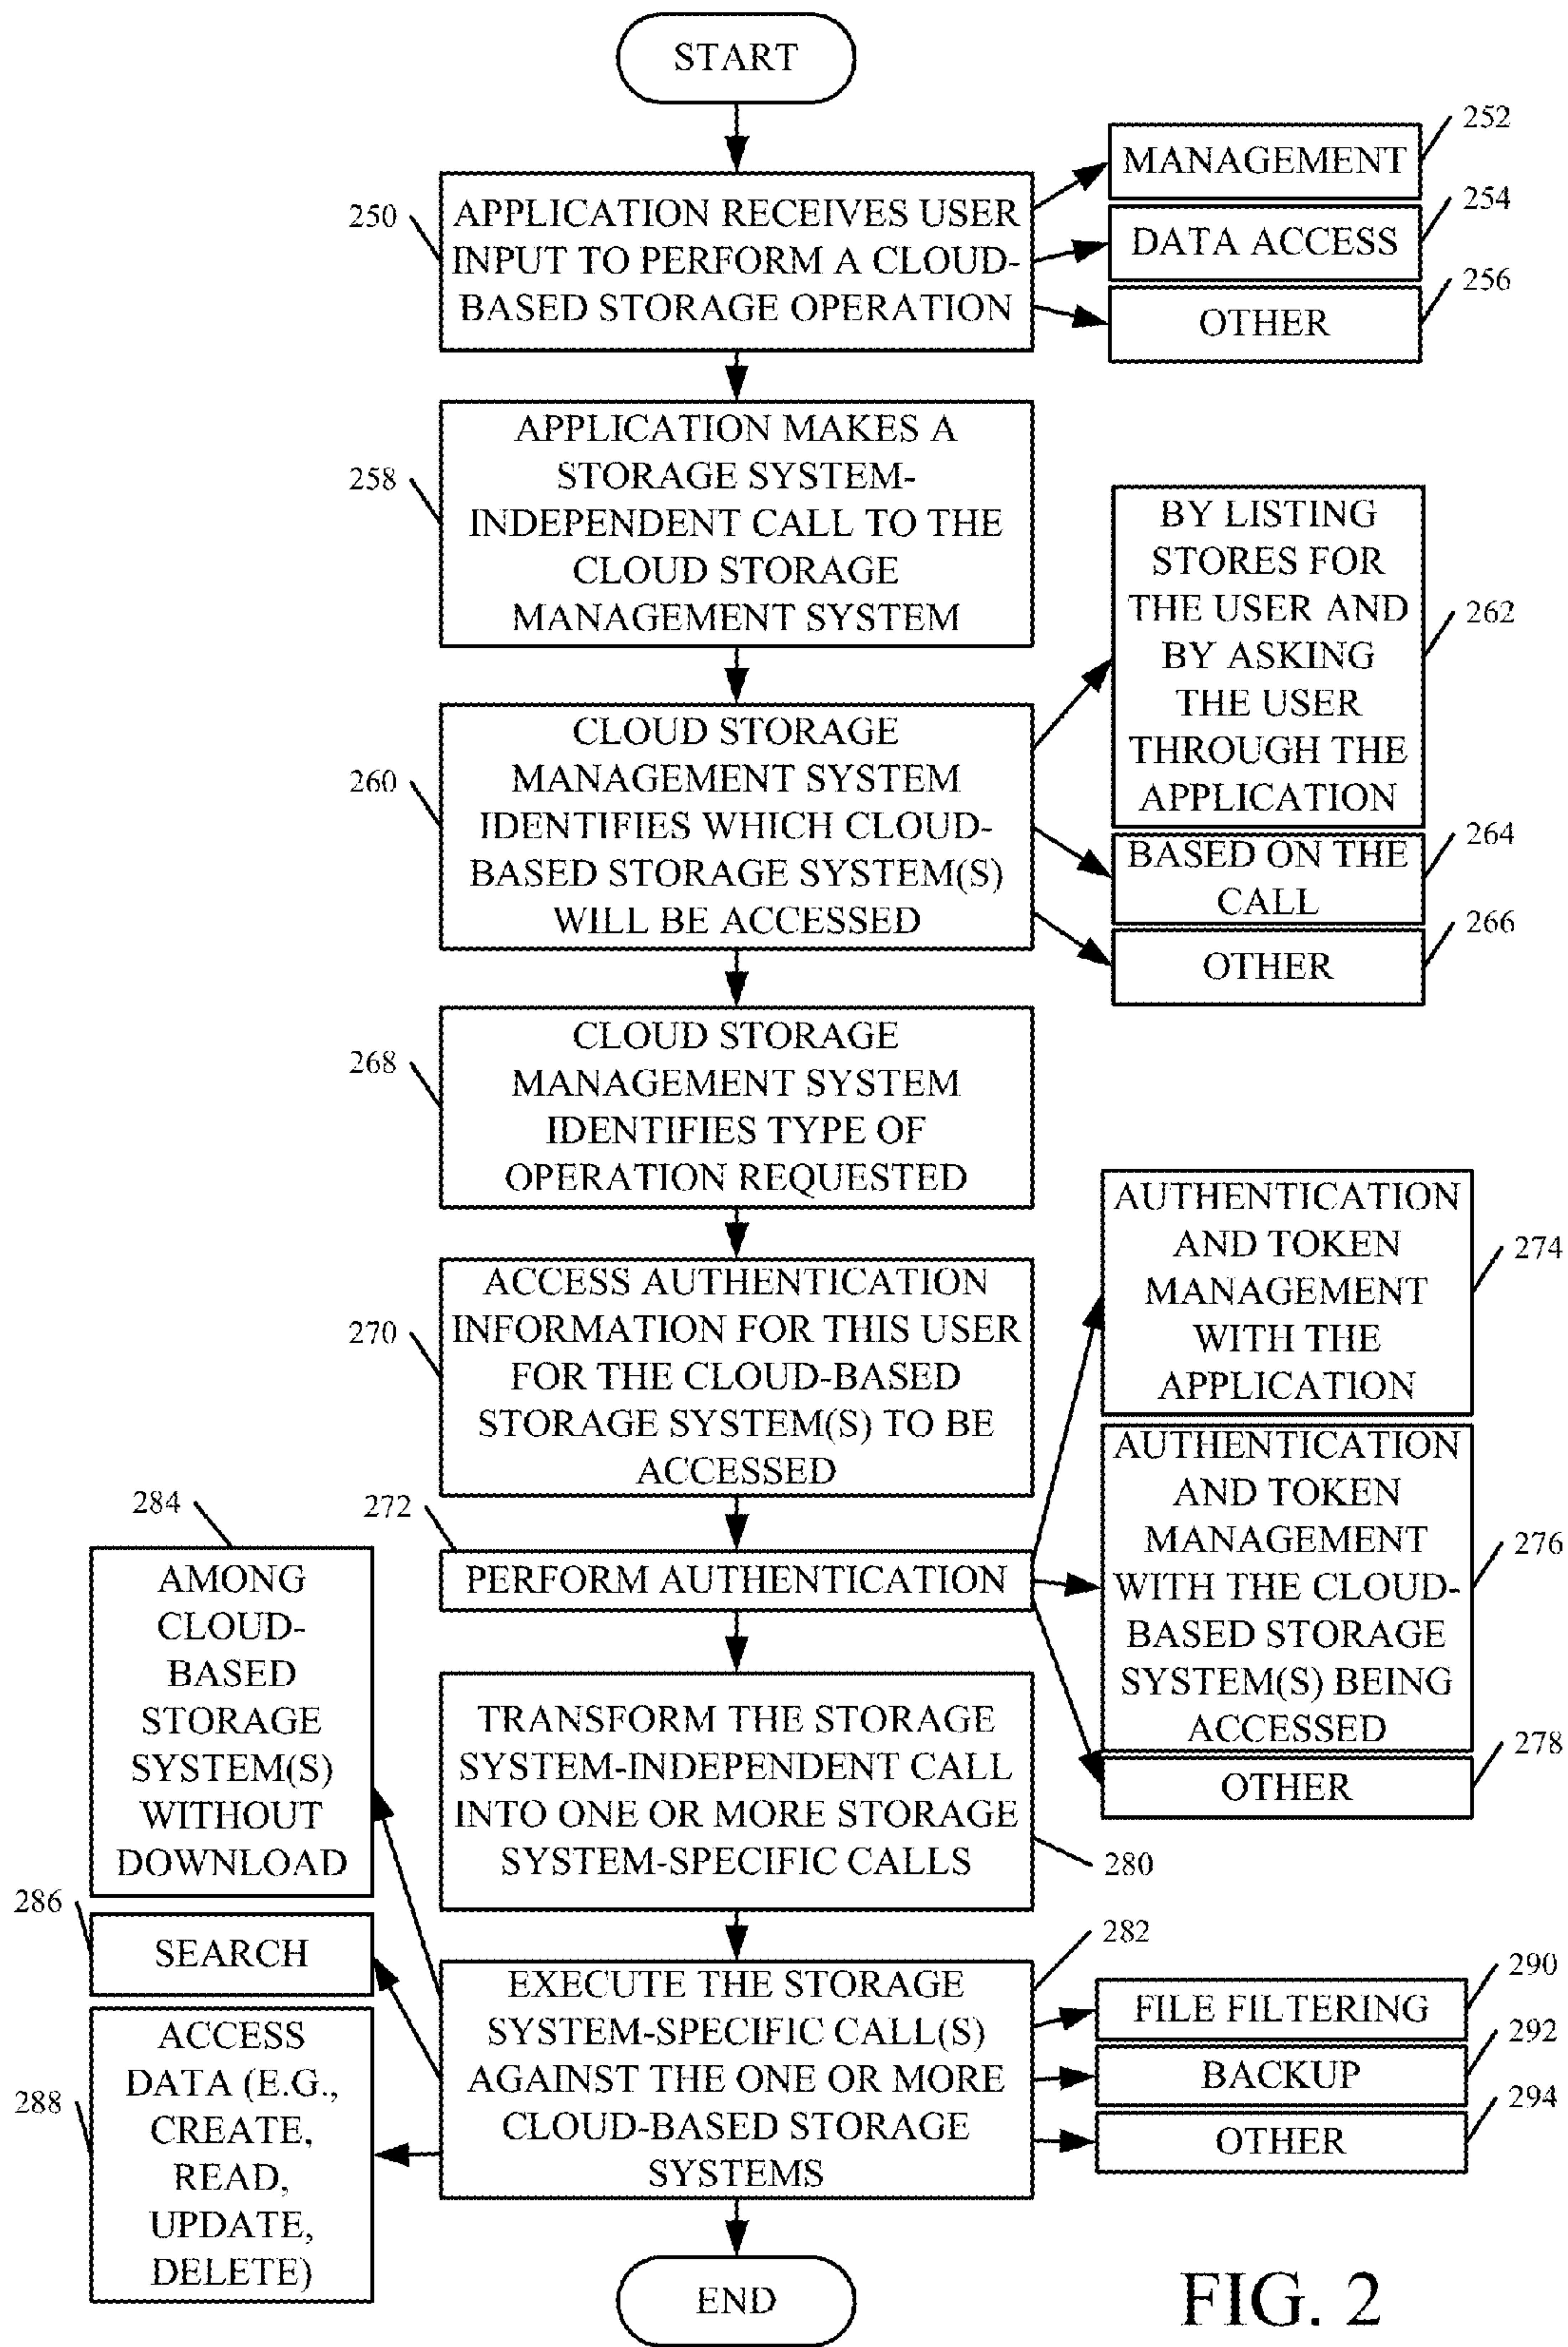 START
252
MANAGEMENT
250
APPLICATION RECEIVES USER
INPUT TO PERFORM A CLOUD-
BASED STORAGE OPERATION
254
DATA ACCESS
256
OTHER
258
APPLICATION MAKES A
STORAGE SYSTEM-
INDEPENDENT CALL TO THE
CLOUD STORAGE
MANAGEMENT SYSTEM
BY LISTING
STORES FOR
THE USER AND
BY ASKING
THE USER
THROUGH THE
APPLICATION
262
260
CLOUD STORAGE
MANAGEMENT SYSTEM
IDENTIFIES WHICH CLOUD-
BASED STORAGE SYSTEM(S)
WILL BE ACCESSED
264
BASED ON THE
CALL
266
OTHER
268
CLOUD STORAGE
MANAGEMENT SYSTEM
IDENTIFIES TYPE OF
OPERATION REQUESTED
270
ACCESS AUTHENTICATION
INFORMATION FOR THIS USER
FOR THE CLOUD-BASED
STORAGE SYSTEM(S) TO BE
ACCESSED
AUTHENTICATION
AND TOKEN
MANAGEMENT
WITH THE
APPLICATION
274
272
PERFORM AUTHENTICATION
AUTHENTICATION
AND TOKEN
MANAGEMENT
WITH THE CLOUD-
BASED STORAGE
SYSTEM(S) BEING
ACCESSED
276
278
OTHER
284
AMONG
CLOUD-
BASED
STORAGE
SYSTEM(S)
WITHOUT
DOWNLOAD
TRANSFORM THE STORAGE
SYSTEM-INDEPENDENT CALL
INTO ONE OR MORE STORAGE
SYSTEM-SPECIFIC CALLS
280
286
SEARCH
282
EXECUTE THE STORAGE
SYSTEM-SPECIFIC CALL(S)
AGAINST THE ONE OR MORE
CLOUD-BASED STORAGE
SYSTEMS
290
FILE FILTERING
292
BACKUP
294
OTHER
288
ACCESS
DATA (E.G.,
CREATE,
READ,
UPDATE,
DELETE)
END
FIG. 2